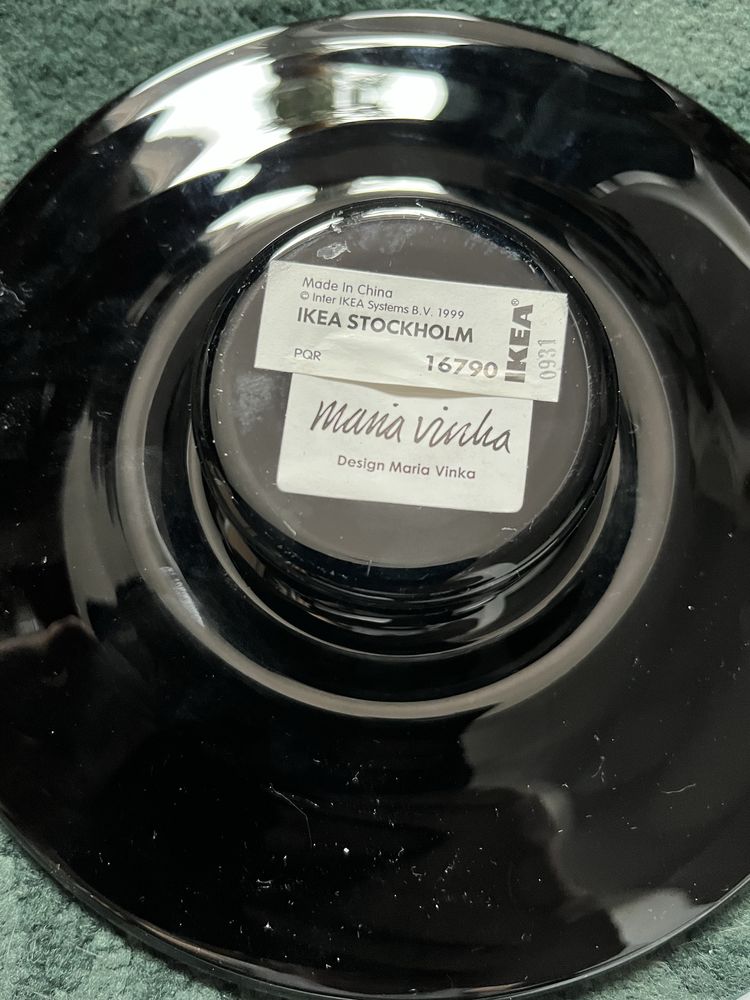 Made In China
© Inter IKEA Systems B.V. 1999
IKEA STOCKHOLM
PQR 16790
IKEA®
0931
maria vinka
Design Maria Vinka